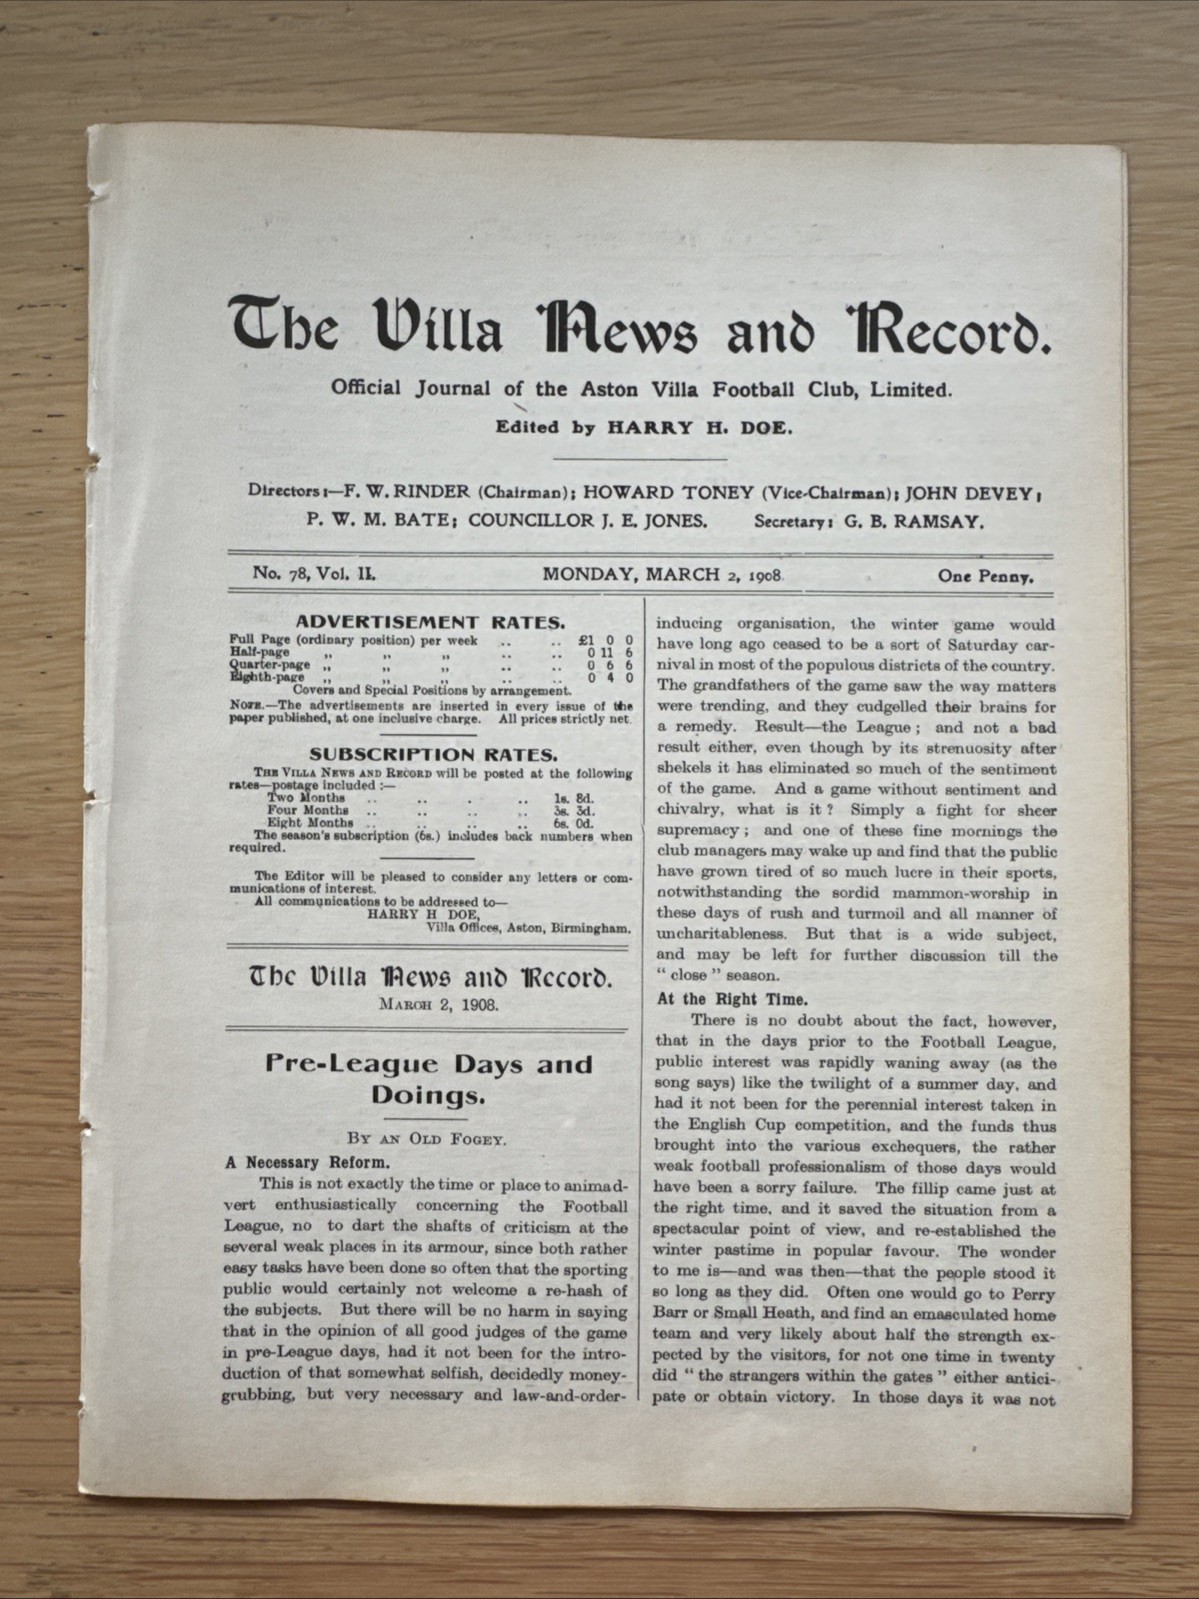 The Villa News and Record.
Official Journal of the Aston Villa Football Club, Limited.
Edited by HARRY H. DOE.
Directors:—F. W. RINDER (Chairman); HOWARD TONEY (Vice-Chairman); JOHN DEVEY;
P. W. M. BATE; COUNCILLOR J. E. JONES. Secretary: G. B. RAMSAY.
No. 78, Vol. II. MONDAY, MARCH 2, 1908. One Penny.
ADVERTISEMENT RATES.
Full Page (ordinary position) per week .. .. £1 0 0
Half-page ,, ,, ,, .. .. 0 11 6
Quarter-page ,, ,, ,, .. .. 0 6 6
Eighth-page ,, ,, ,, .. .. 0 4 0
Covers and Special Positions by arrangement.
NOTE.—The advertisements are inserted in every issue of the
paper published, at one inclusive charge. All prices strictly net.
SUBSCRIPTION RATES.
THE VILLA NEWS AND RECORD will be posted at the following
rates—postage included :—
Two Months .. .. . .. 1s. 8d.
Four Months .. .. .. .. 3s. 3d.
Eight Months .. .. .. .. 6s. 0d.
The season's subscription (6s.) includes back numbers when
required.
The Editor will be pleased to consider any letters or com-
munications of interest.
All communications to be addressed to—
HARRY H DOE,
Villa Offices, Aston, Birmingham.
The Villa News and Record.
MARCH 2, 1908.
Pre-League Days and
Doings.
BY AN OLD FOGEY.
A Necessary Reform.
This is not exactly the time or place to animad-
vert enthusiastically concerning the Football
League, no to dart the shafts of criticism at the
several weak places in its armour, since both rather
easy tasks have been done so often that the sporting
public would certainly not welcome a re-hash of
the subjects. But there will be no harm in saying
that in the opinion of all good judges of the game
in pre-League days, had it not been for the intro-
duction of that somewhat selfish, decidedly money-
grubbing, but very necessary and law-and-order-
inducing organisation, the winter game would
have long ago ceased to be a sort of Saturday car-
nival in most of the populous districts of the country.
The grandfathers of the game saw the way matters
were trending, and they cudgelled their brains for
a remedy. Result—the League ; and not a bad
result either, even though by its strenuosity after
shekels it has eliminated so much of the sentiment
of the game. And a game without sentiment and
chivalry, what is it ? Simply a fight for sheer
supremacy ; and one of these fine mornings the
club managers may wake up and find that the public
have grown tired of so much lucre in their sports,
notwithstanding the sordid mammon-worship in
these days of rush and turmoil and all manner of
uncharitableness. But that is a wide subject,
and may be left for further discussion till the
" close " season.
At the Right Time.
There is no doubt about the fact, however,
that in the days prior to the Football League,
public interest was rapidly waning away (as the
song says) like the twilight of a summer day, and
had it not been for the perennial interest taken in
the English Cup competition, and the funds thus
brought into the various exchequers, the rather
weak football professionalism of those days would
have been a sorry failure. The fillip came just at
the right time, and it saved the situation from a
spectacular point of view, and re-established the
winter pastime in popular favour. The wonder
to me is—and was then—that the people stood it
so long as they did. Often one would go to Perry
Barr or Small Heath, and find an emasculated home
team and very likely about half the strength ex-
pected by the visitors, for not one time in twenty
did " the strangers within the gates " either antici-
pate or obtain victory. In those days it was not